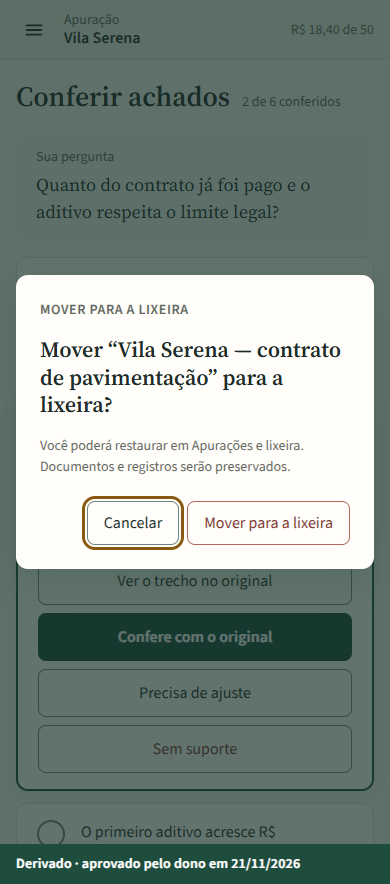 Apuração
Vila Serena
R$ 18,40 de 50
Conferir achados
2 de 6 conferidos
Sua pergunta
Quanto do contrato já foi pago e o
aditivo respeita o limite legal?
MOVER PARA A LIXEIRA
Mover “Vila Serena — contrato
de pavimentação” para a
lixeira?
Você poderá restaurar em Apurações e lixeira.
Documentos e registros serão preservados.
Cancelar
Mover para a lixeira
Ver o trecho no original
Confere com o original
Precisa de ajuste
Sem suporte
O primeiro aditivo acresce R$
Derivado · aprovado pelo dono em 21/11/2026